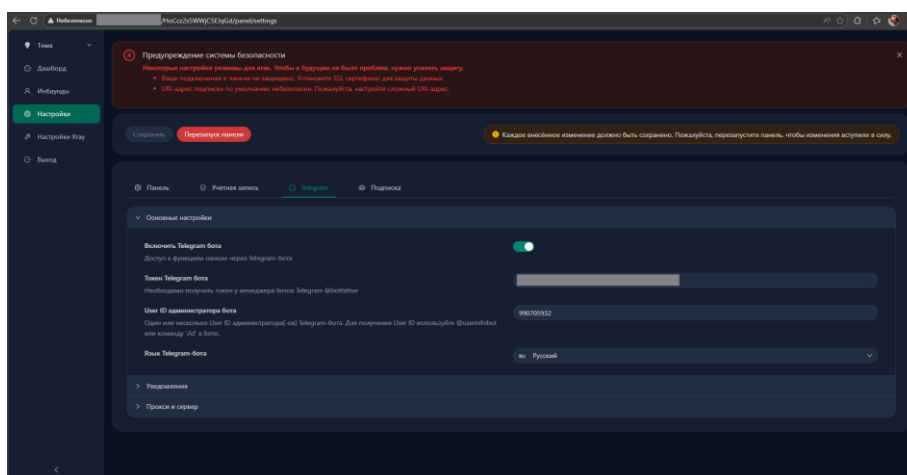 Небезопасно
/HoCcz2x5WWjC5EJqGd/panel/settings
Тема
Дашборд
Инбаунды
Настройки
Настройки Xray
Выход
Предупреждение системы безопасности
Некоторые настройки уязвимы для атак. Чтобы в будущем не было проблем, нужно усилить защиту.
Ваше подключение к панели не защищено. Установите SSL сертификат для защиты данных.
URI-адрес подписки по умолчанию небезопасен. Пожалуйста, настройте сложный URI-адрес.
Сохранить
Перезапуск панели
Каждое внесённое изменение должно быть сохранено. Пожалуйста, перезапустите панель, чтобы изменения вступили в силу.
Панель
Учетная запись
Telegram
Подписка
Основные настройки
Включить Telegram бота
Доступ к функциям панели через Telegram-бота
Токен Telegram бота
Необходимо получить токен у менеджера ботов Telegram @botfather
User ID администратора бота
990705932
Один или несколько User ID администратора(-ов) Telegram-бота. Для получения User ID используйте @userinfobot
или команду '/id' в боте.
Язык Telegram-бота
RU Русский
Уведомления
Прокси и сервер